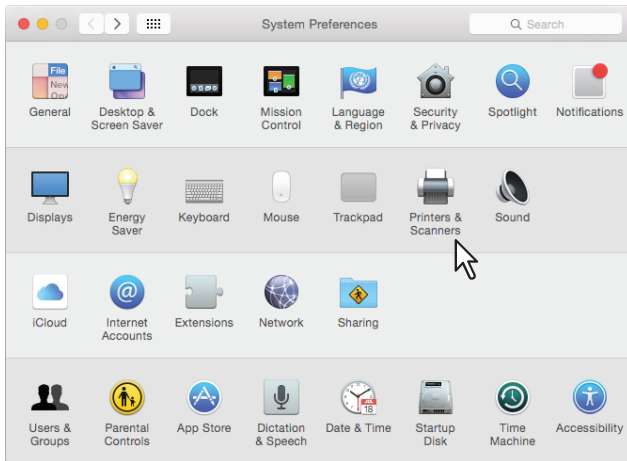 System Preferences
Search
File
New
Ope
General
Desktop &
Screen Saver
Dock
Mission
Control
Language
& Region
Security
& Privacy
Spotlight
Notifications
Displays
Energy
Saver
Keyboard
Mouse
Trackpad
Printers &
Scanners
Sound
iCloud
Internet
Accounts
Extensions
Network
Sharing
Users &
Groups
Parental
Controls
App Store
Dictation
& Speech
JUL
18
Date & Time
Startup
Disk
Time
Machine
Accessibility